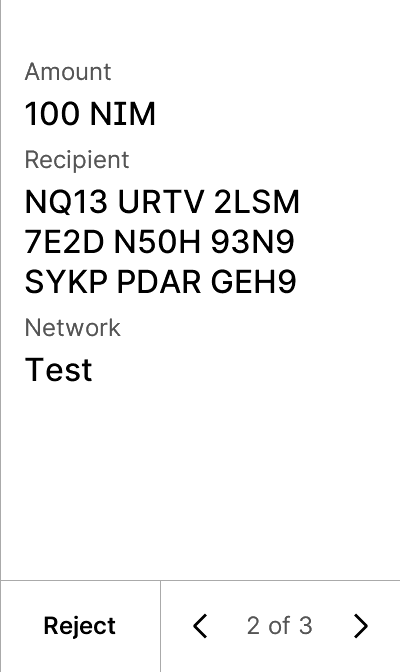 Amount
100 NIM
Recipient
NQ13 URTV 2LSM
7E2D N50H 93N9
SYKP PDAR GEH9
Network
Test
Reject
2 of 3